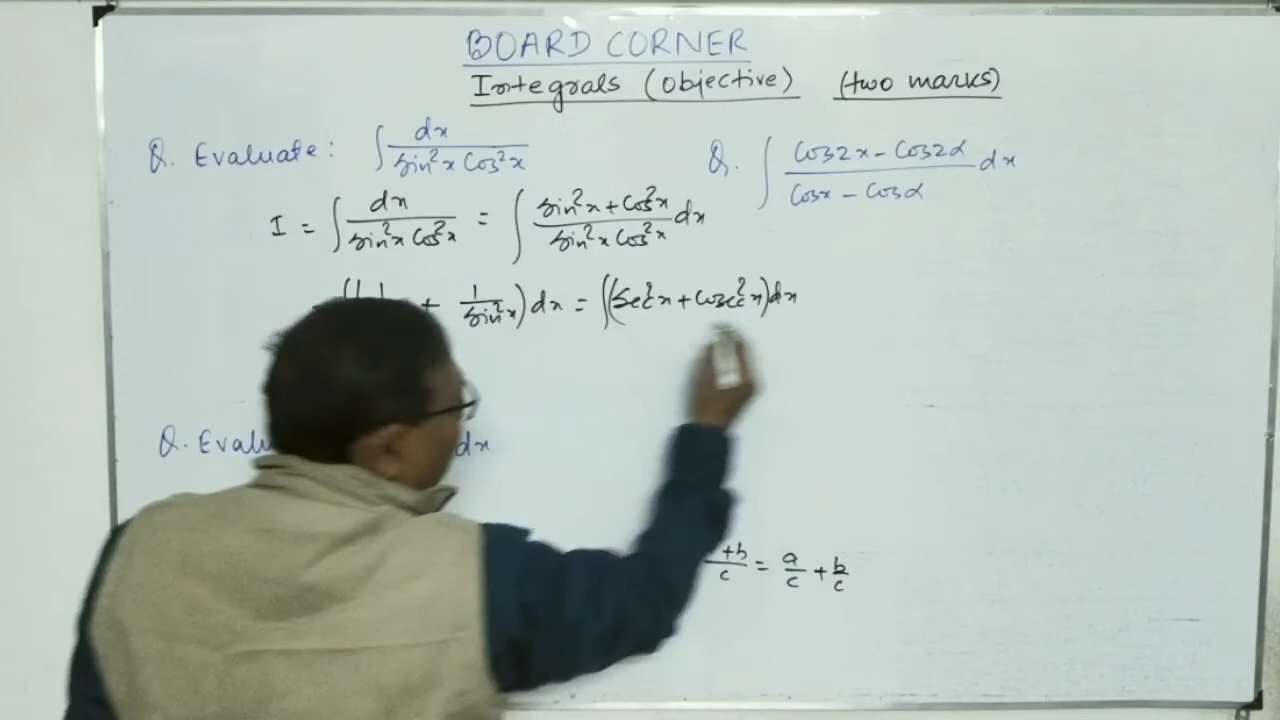 BOARD CORNER
Integrals (Objective) (two marks)
Q. Evaluate: ∫ dx / sin²x Cos²x
Q. ∫ Cos2x – Cos2α / Cosx – Cosα dx
I = ∫ dx / sin²x Cos²x = ∫ sin²x + Cos²x / sin²x Cos²x dx
+ 1 / sin²x ) dx = ∫(Sec²x + Cosec²x)dx
Q. dx
+b / c = a/c + b/c